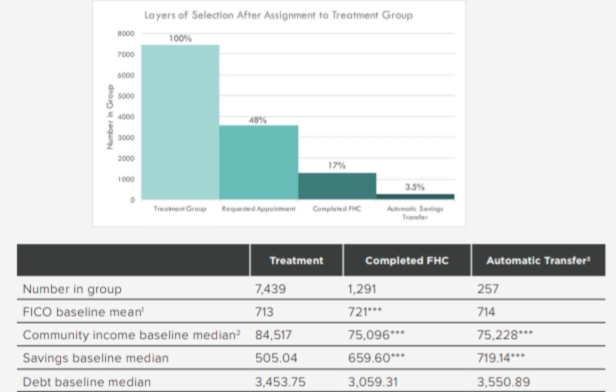 Layers of Selection After Assignment to Treatment Group
8000
7000
6000
5000
4000
3000
2000
1000
0
Number in Group
100%
48%
17%
3.5%
Treatment Group Requested Appointment Completed FHC Automatic Savings
Transfer
Treatment Completed FHC Automatic Transfer³
Number in group 7,439 1,291 257
FICO baseline mean¹ 713 721*** 714
Community income baseline median² 84,517 75,096*** 75,228***
Savings baseline median 505.04 659.60*** 719.14***
Debt baseline median 3,453.75 3,059.31 3,550.89